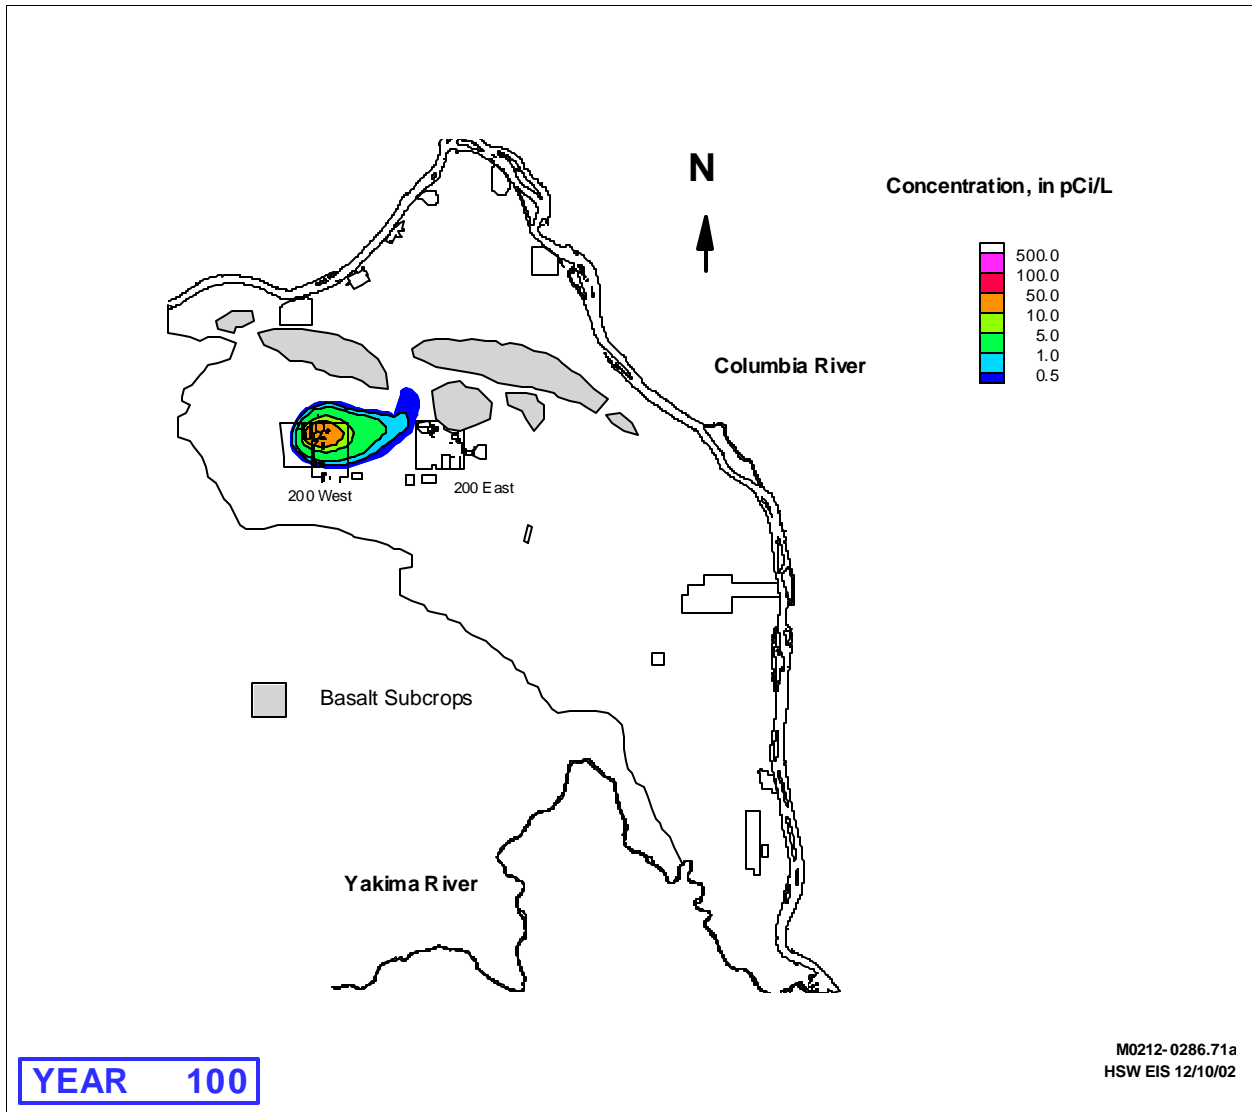 N
Concentration, in pCi/L
500.0
100.0
50.0
10.0
5.0
1.0
0.5
Columbia River
200 West
200 East
Basalt Subcrops
Yakima River
M0212-0286.71a
HSW EIS 12/10/02
YEAR 100